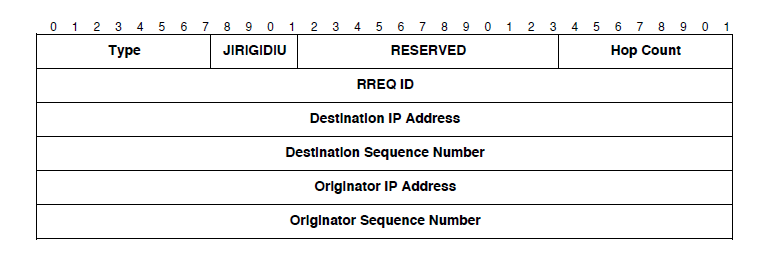 0 1 2 3 4 5 6 7 8 9 0 1 2 3 4 5 6 7 8 9 0 1 2 3 4 5 6 7 8 9 0 1
Type JIRIGIDIU RESERVED Hop Count
RREQ ID
Destination IP Address
Destination Sequence Number
Originator IP Address
Originator Sequence Number